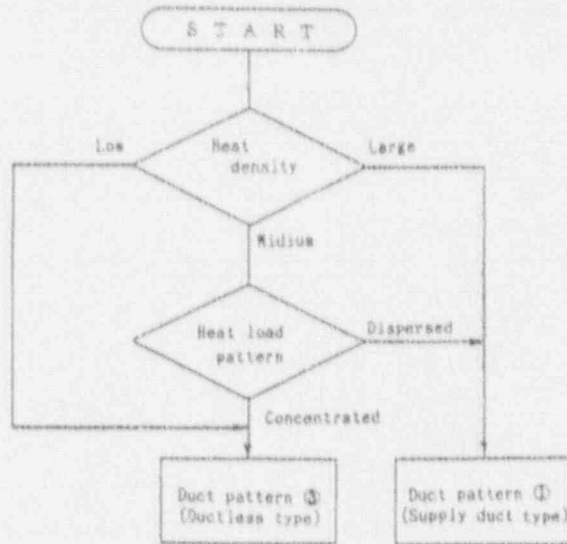 S T A R T
Low
Heat
density
Large
Midium
Heat load
pattern
Dispersed
Concentrated
Duct pattern ③
(Ductless type)
Duct pattern ①
(Supply duct type)